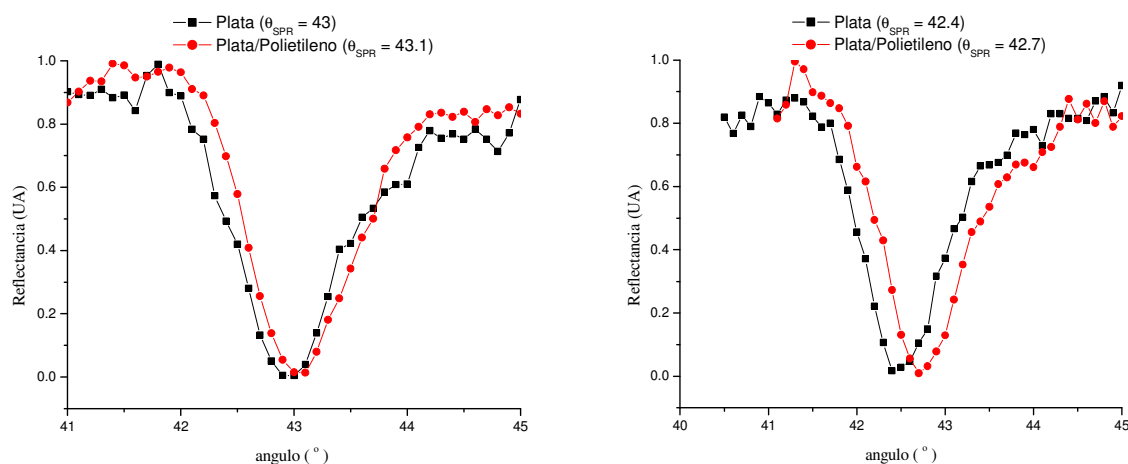 Plata (θSPR = 43)
Plata/Polietileno (θSPR = 43.1)
1.0
0.8
0.6
0.4
0.2
0.0
Reflectancia (UA)
41
42
43
44
45
angulo ( ° )
Plata (θSPR = 42.4)
Plata/Polietileno (θSPR = 42.7)
1.0
0.8
0.6
0.4
0.2
0.0
Reflectancia (UA)
40
41
42
43
44
45
angulo ( ° )